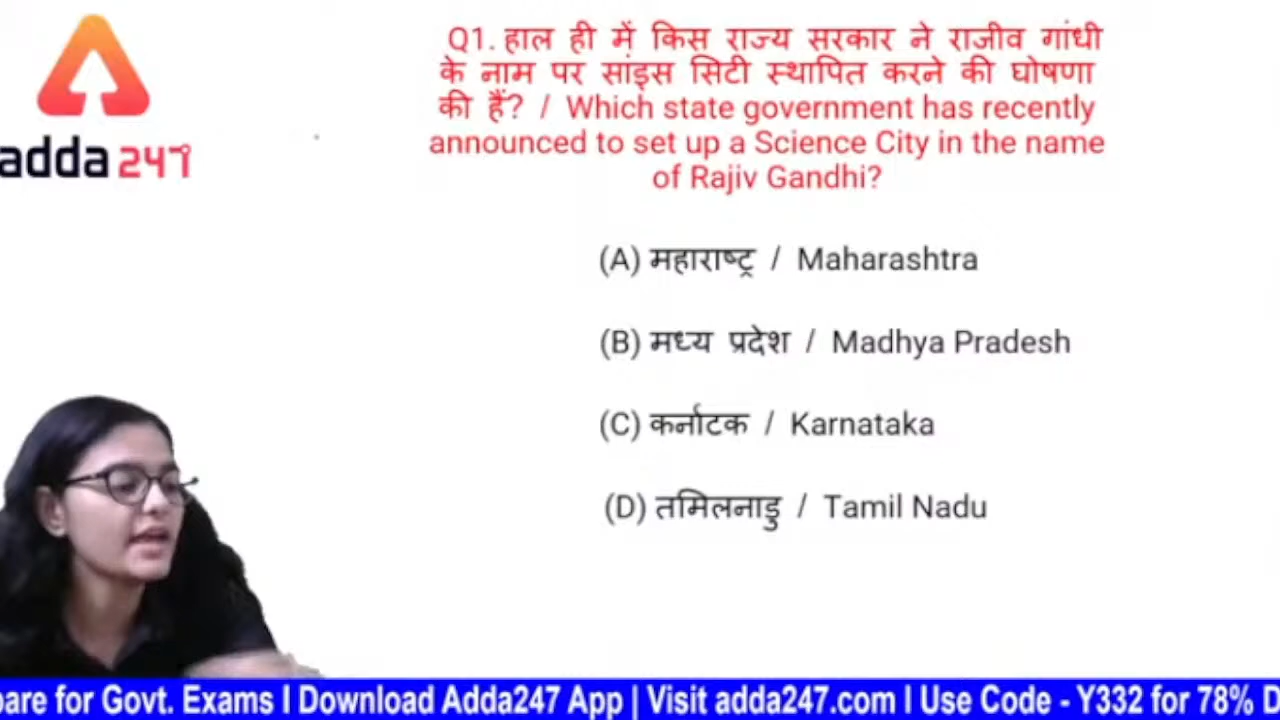 adda 247
Q1. हाल ही में किस राज्य सरकार ने राजीव गांधी
के नाम पर सांइस सिटी स्थापित करने की घोषणा
की हैं? / Which state government has recently
announced to set up a Science City in the name
of Rajiv Gandhi?
(A) महाराष्ट्र / Maharashtra
(B) मध्य प्रदेश / Madhya Pradesh
(C) कर्नाटक / Karnataka
(D) तमिलनाडु / Tamil Nadu
for Govt. Exams I Download Adda247 App | Visit adda247.com I Use Code - Y332 for 78%